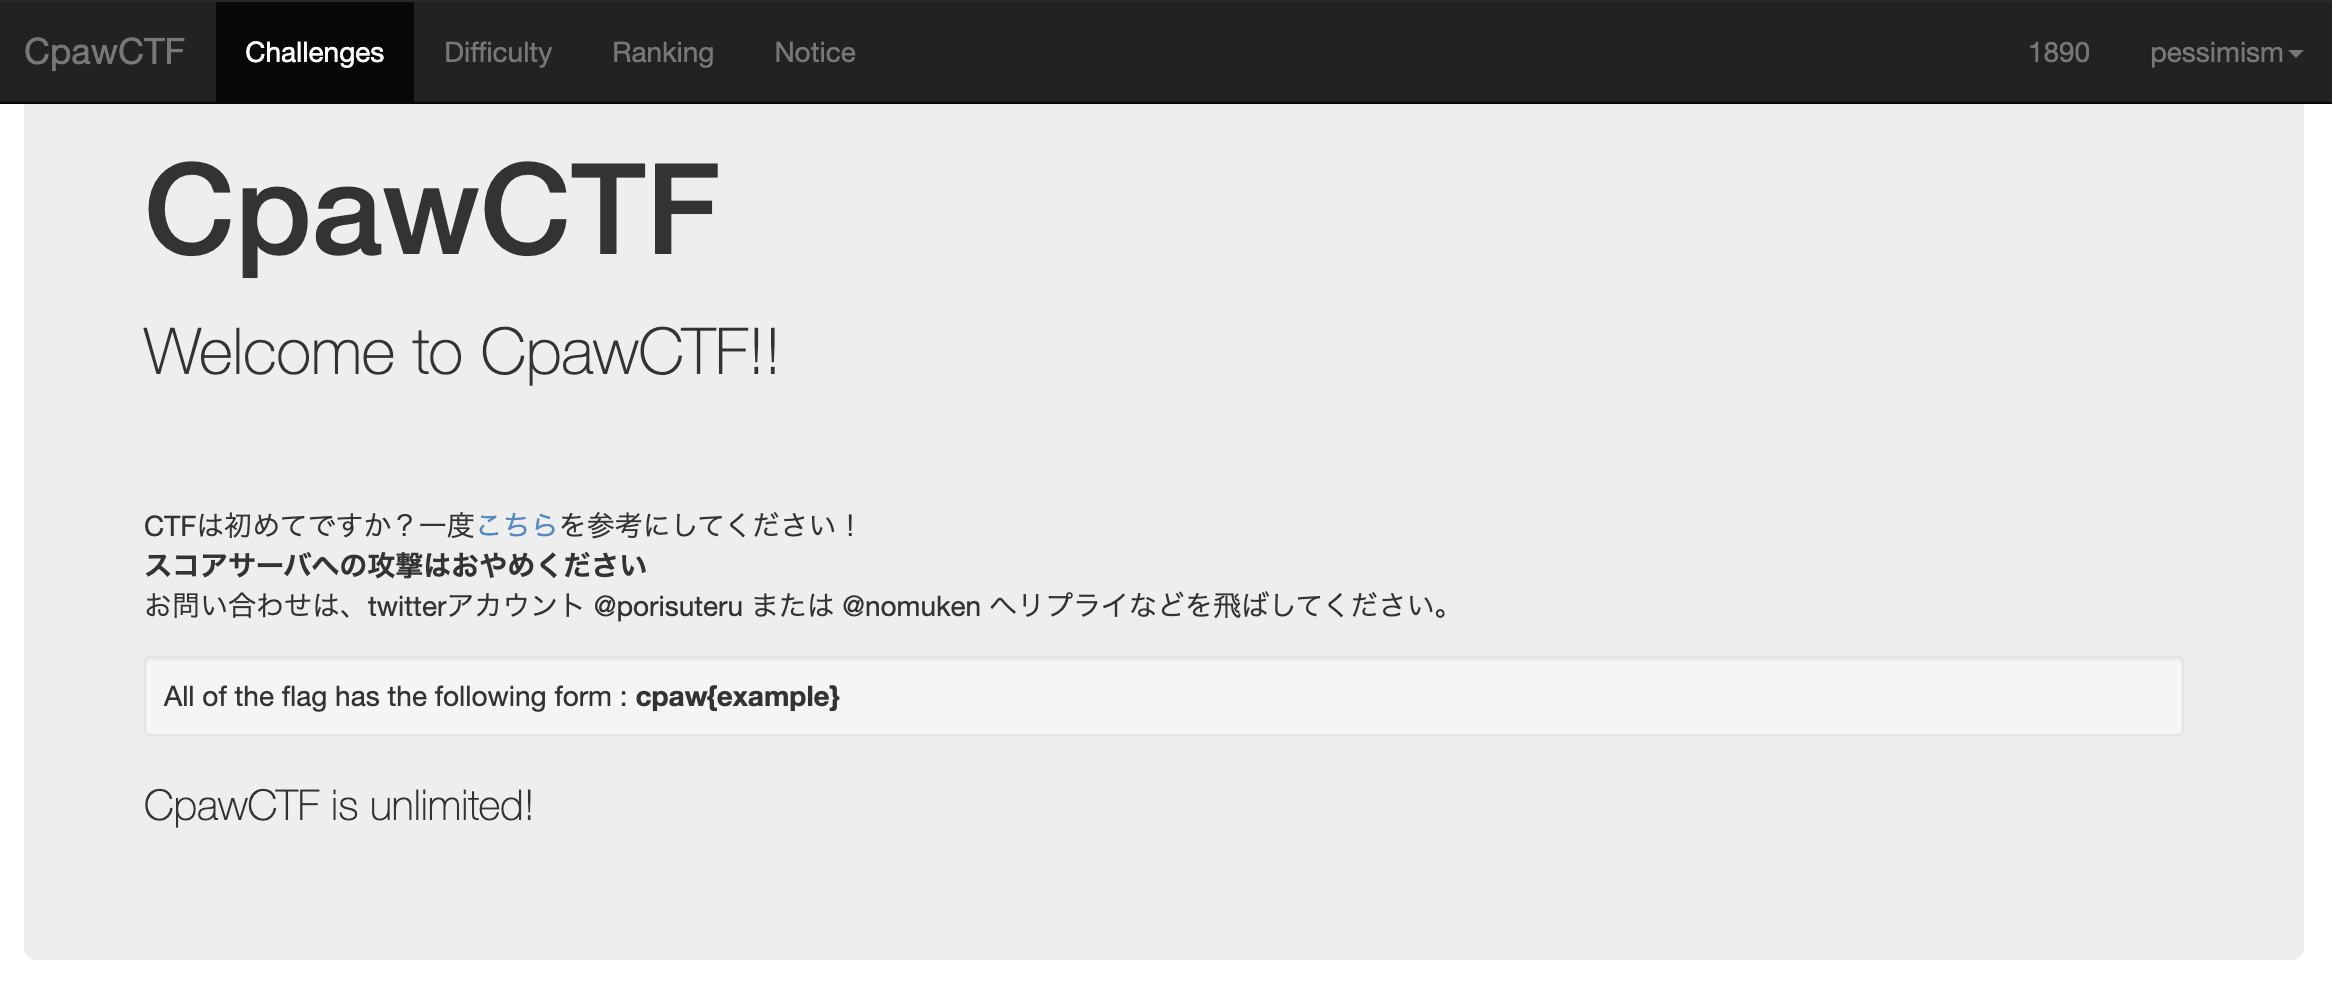 CpawCTF Challenges Difficulty Ranking Notice 1890 pessimism
CpawCTF
Welcome to CpawCTF!!
CTFは初めてですか？一度こちらを参考にしてください！
スコアサーバへの攻撃はおやめください
お問い合わせは、twitterアカウント @porisuteru または @nomuken へリプライなどを飛ばしてください。
All of the flag has the following form : cpaw{example}
CpawCTF is unlimited!